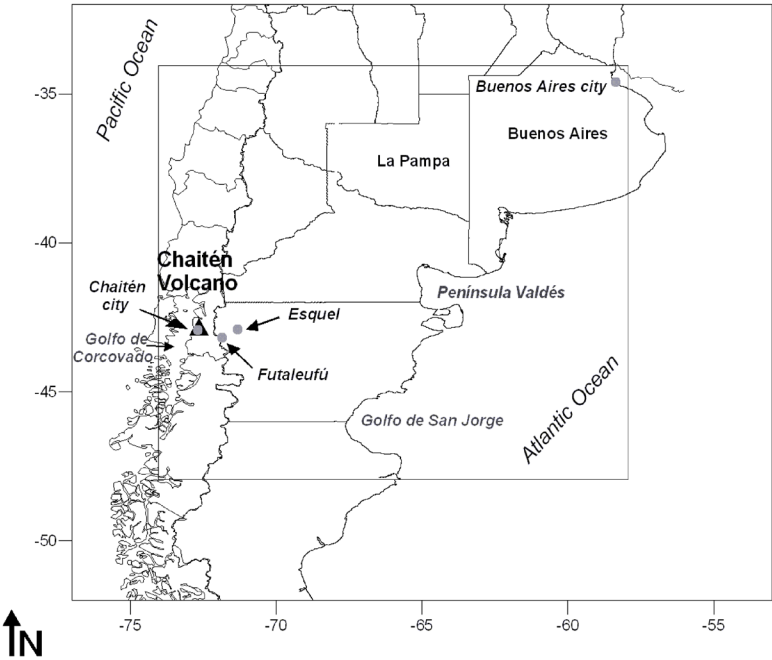 Pacific Ocean
-35
Buenos Aires city
Buenos Aires
La Pampa
-40
Chaitén
Volcano
Chaitén
city
Península Valdés
Esquel
Golfo de
Corcovado
Futaleufú
-45
Golfo de San Jorge
Atlantic Ocean
-50
-75
-70
-65
-60
-55
N